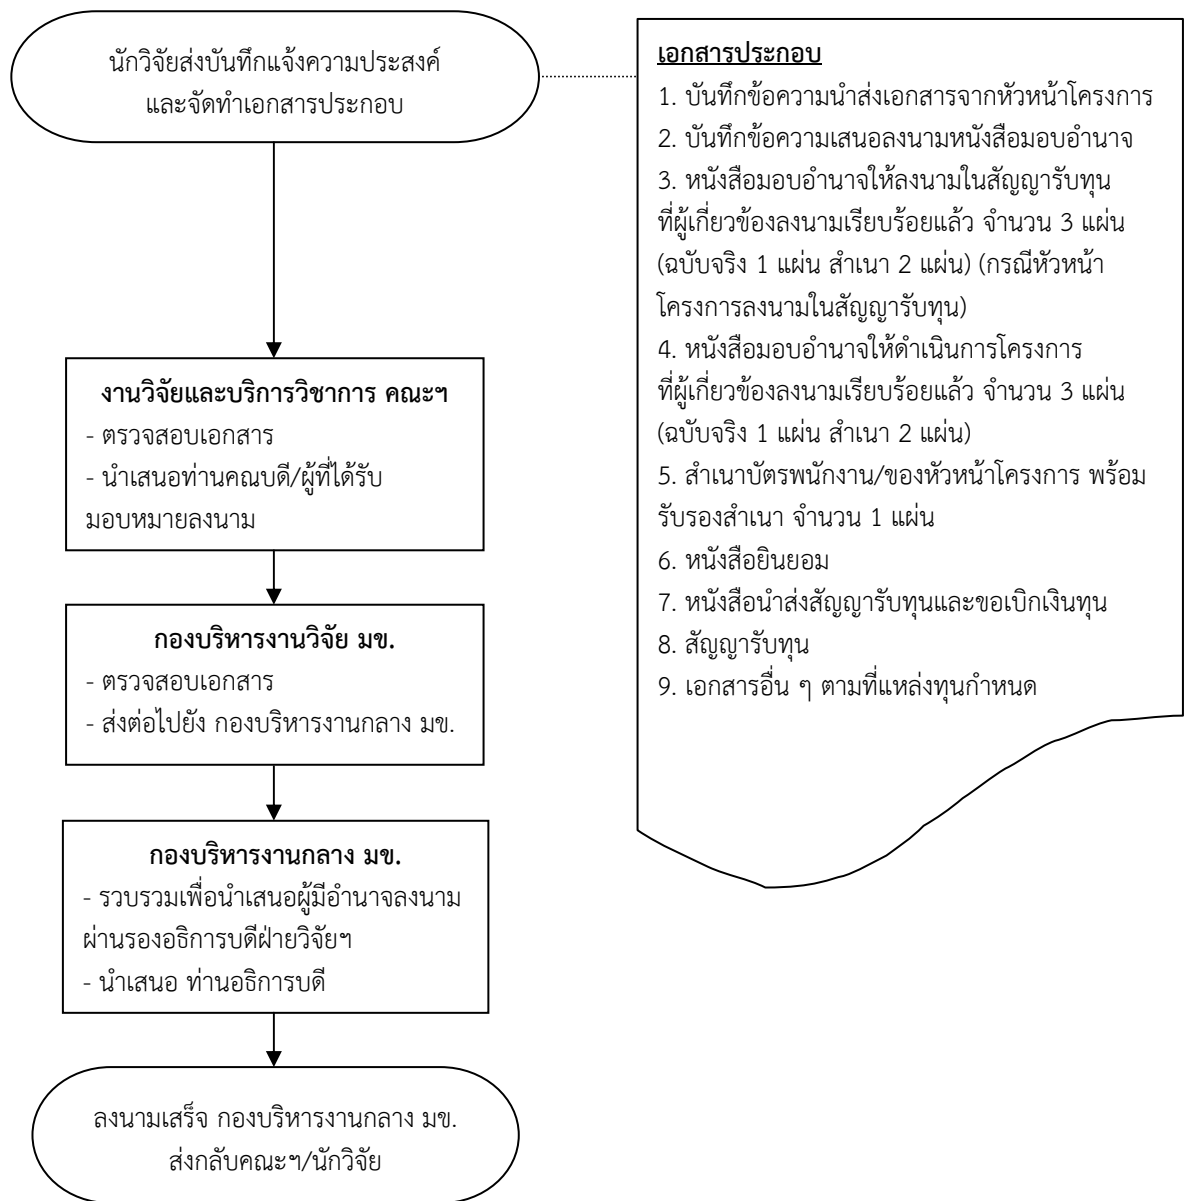 นักวิจัยส่งบันทึกแจ้งความประสงค์
และจัดทำเอกสารประกอบ
เอกสารประกอบ
1. บันทึกข้อความนำส่งเอกสารจากหัวหน้าโครงการ
2. บันทึกข้อความเสนอลงนามหนังสือมอบอำนาจ
3. หนังสือมอบอำนาจให้ลงนามในสัญญารับทุน
ที่ผู้เกี่ยวข้องลงนามเรียบร้อยแล้ว จำนวน 3 แผ่น
(ฉบับจริง 1 แผ่น สำเนา 2 แผ่น) (กรณีหัวหน้า
โครงการลงนามในสัญญารับทุน)
4. หนังสือมอบอำนาจให้ดำเนินการโครงการ
ที่ผู้เกี่ยวข้องลงนามเรียบร้อยแล้ว จำนวน 3 แผ่น
(ฉบับจริง 1 แผ่น สำเนา 2 แผ่น)
5. สำเนาบัตรพนักงาน/ของหัวหน้าโครงการ พร้อม
รับรองสำเนา จำนวน 1 แผ่น
6. หนังสือยินยอม
7. หนังสือนำส่งสัญญารับทุนและขอเบิกเงินทุน
8. สัญญารับทุน
9. เอกสารอื่น ๆ ตามที่แหล่งทุนกำหนด
งานวิจัยและบริการวิชาการ คณะฯ
- ตรวจสอบเอกสาร
- นำเสนอท่านคณบดี/ผู้ที่ได้รับ
มอบหมายลงนาม
กองบริหารงานวิจัย มข.
- ตรวจสอบเอกสาร
- ส่งต่อไปยัง กองบริหารงานกลาง มข.
กองบริหารงานกลาง มข.
- รวบรวมเพื่อนำเสนอผู้มีอำนาจลงนาม
ผ่านรองอธิการบดีฝ่ายวิจัยฯ
- นำเสนอ ท่านอธิการบดี
ลงนามเสร็จ กองบริหารงานกลาง มข.
ส่งกลับคณะฯ/นักวิจัย